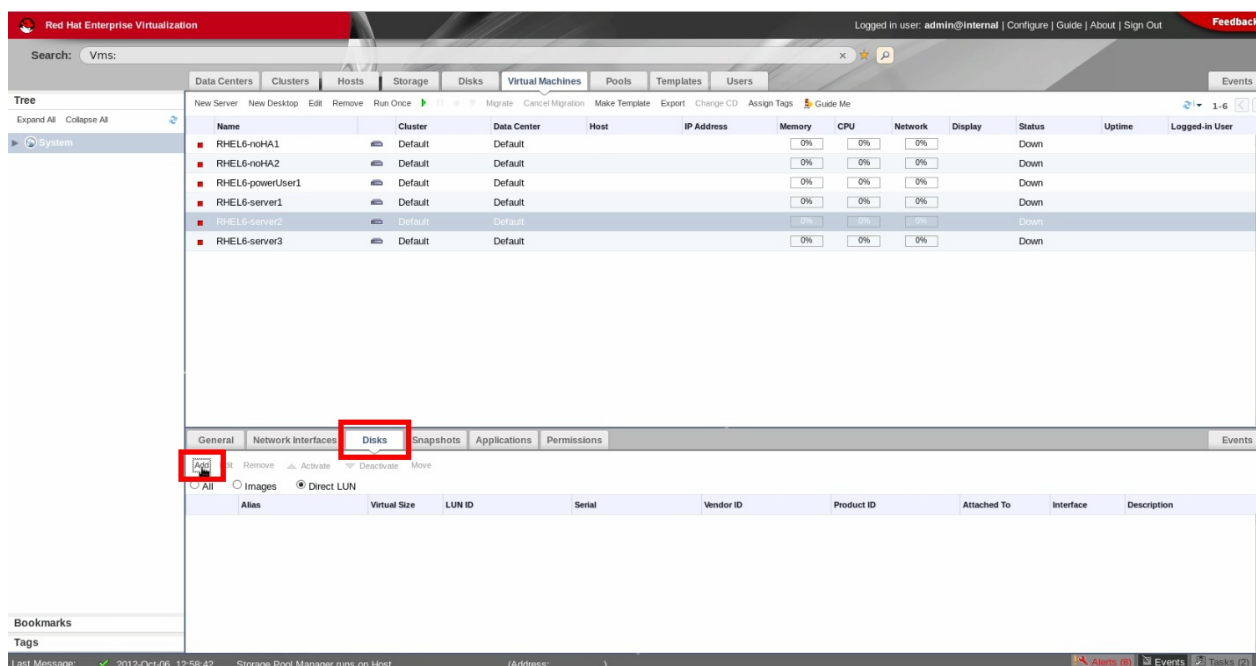 Red Hat Enterprise Virtualization
Logged in user: admin@internal | Configure | Guide | About | Sign Out
Feedback
Search: Vms:
Data Centers Clusters Hosts Storage Disks Virtual Machines Pools Templates Users Events
Tree
New Server New Desktop Edit Remove Run Once Migrate Cancel Migration Make Template Export Change CD Assign Tags Guide Me 1-6
Expand All Collapse All
System
Name Cluster Data Center Host IP Address Memory CPU Network Display Status Uptime Logged-in User
RHEL6-noHA1 Default Default 0% 0% 0% Down
RHEL6-noHA2 Default Default 0% 0% 0% Down
RHEL6-powerUser1 Default Default 0% 0% 0% Down
RHEL6-server1 Default Default 0% 0% 0% Down
RHEL6-server2 Default Default 0% 0% 0% Down
RHEL6-server3 Default Default 0% 0% 0% Down
General Network Interfaces Disks Snapshots Applications Permissions Events
Add Remove Activate Deactivate Move
All Images Direct LUN
Alias Virtual Size LUN ID Serial Vendor ID Product ID Attached To Interface Description
Bookmarks
Tags
Last Message: 2012-Oct-06, 12:58:42 Storage Pool Manager runs on Host (Address: )
Alerts (8) Events Tasks (7)